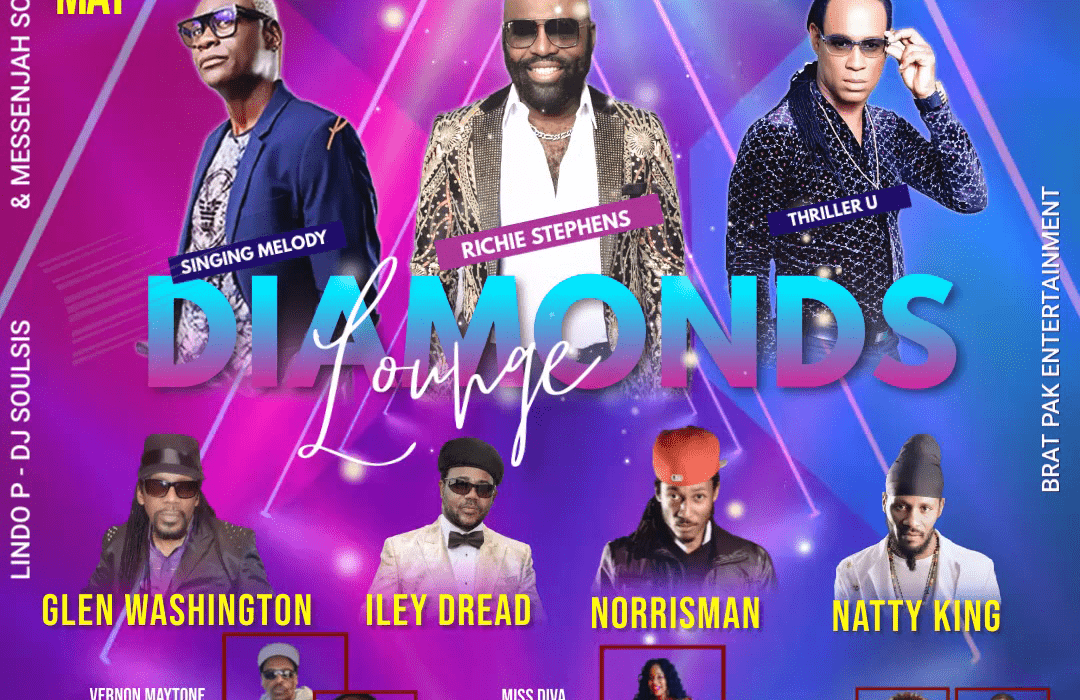 MAY
& MESSENJAH
LINDO P - DJ SOULSIS
SINGING MELODY
RICHIE STEPHENS
THRILLER U
DIAMONDS
Lounge
BRAT PAK ENTERTAINMENT
GLEN WASHINGTON
ILEY DREAD
NORRISMAN
NATTY KING
VERNON MAYTONE
MISS DIVA